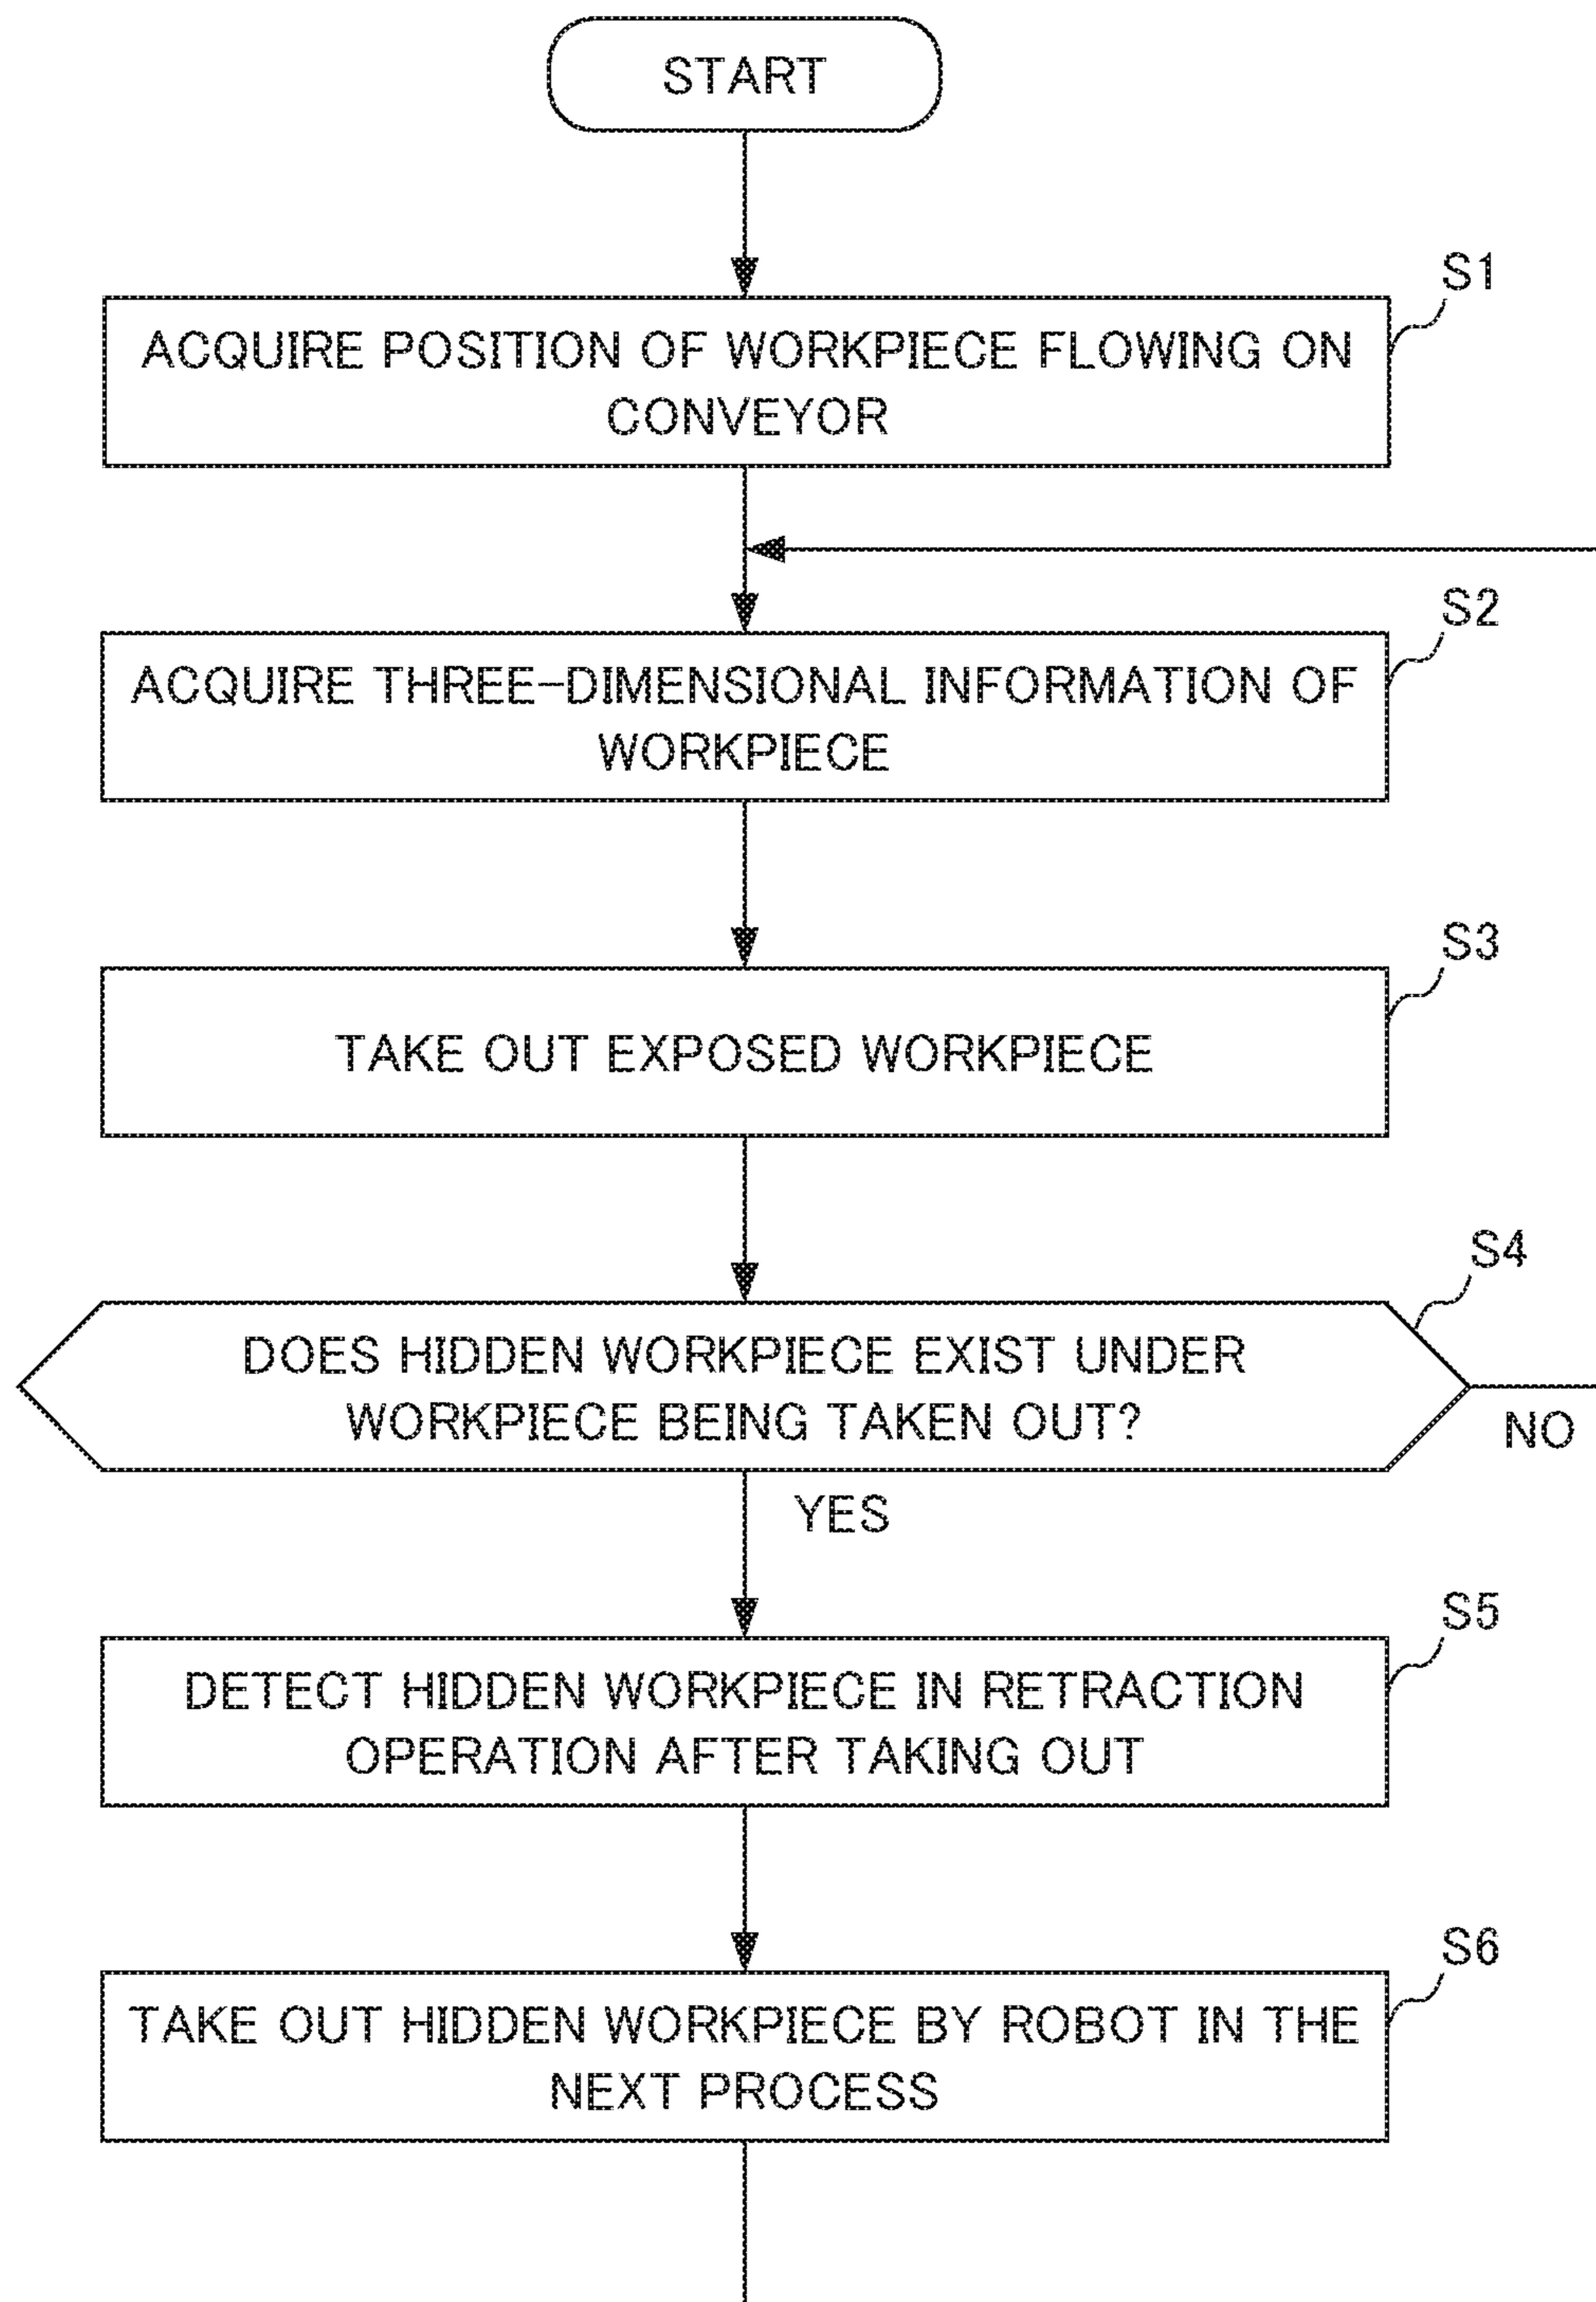 START
S1
ACQUIRE POSITION OF WORKPIECE FLOWING ON
CONVEYOR
S2
ACQUIRE THREE-DIMENSIONAL INFORMATION OF
WORKPIECE
S3
TAKE OUT EXPOSED WORKPIECE
S4
DOES HIDDEN WORKPIECE EXIST UNDER
WORKPIECE BEING TAKEN OUT?
NO
YES
S5
DETECT HIDDEN WORKPIECE IN RETRACTION
OPERATION AFTER TAKING OUT
S6
TAKE OUT HIDDEN WORKPIECE BY ROBOT IN THE
NEXT PROCESS